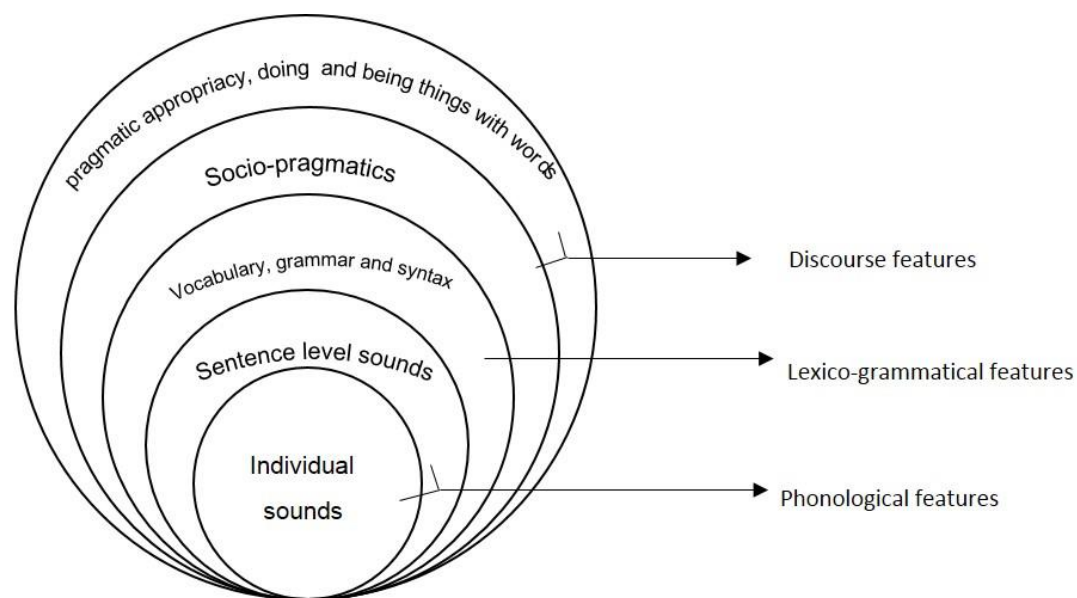 pragmatic appropriacy, doing and being things with words
Socio-pragmatics
Vocabulary, grammar and syntax
Sentence level sounds
Individual
sounds
Discourse features
Lexico-grammatical features
Phonological features